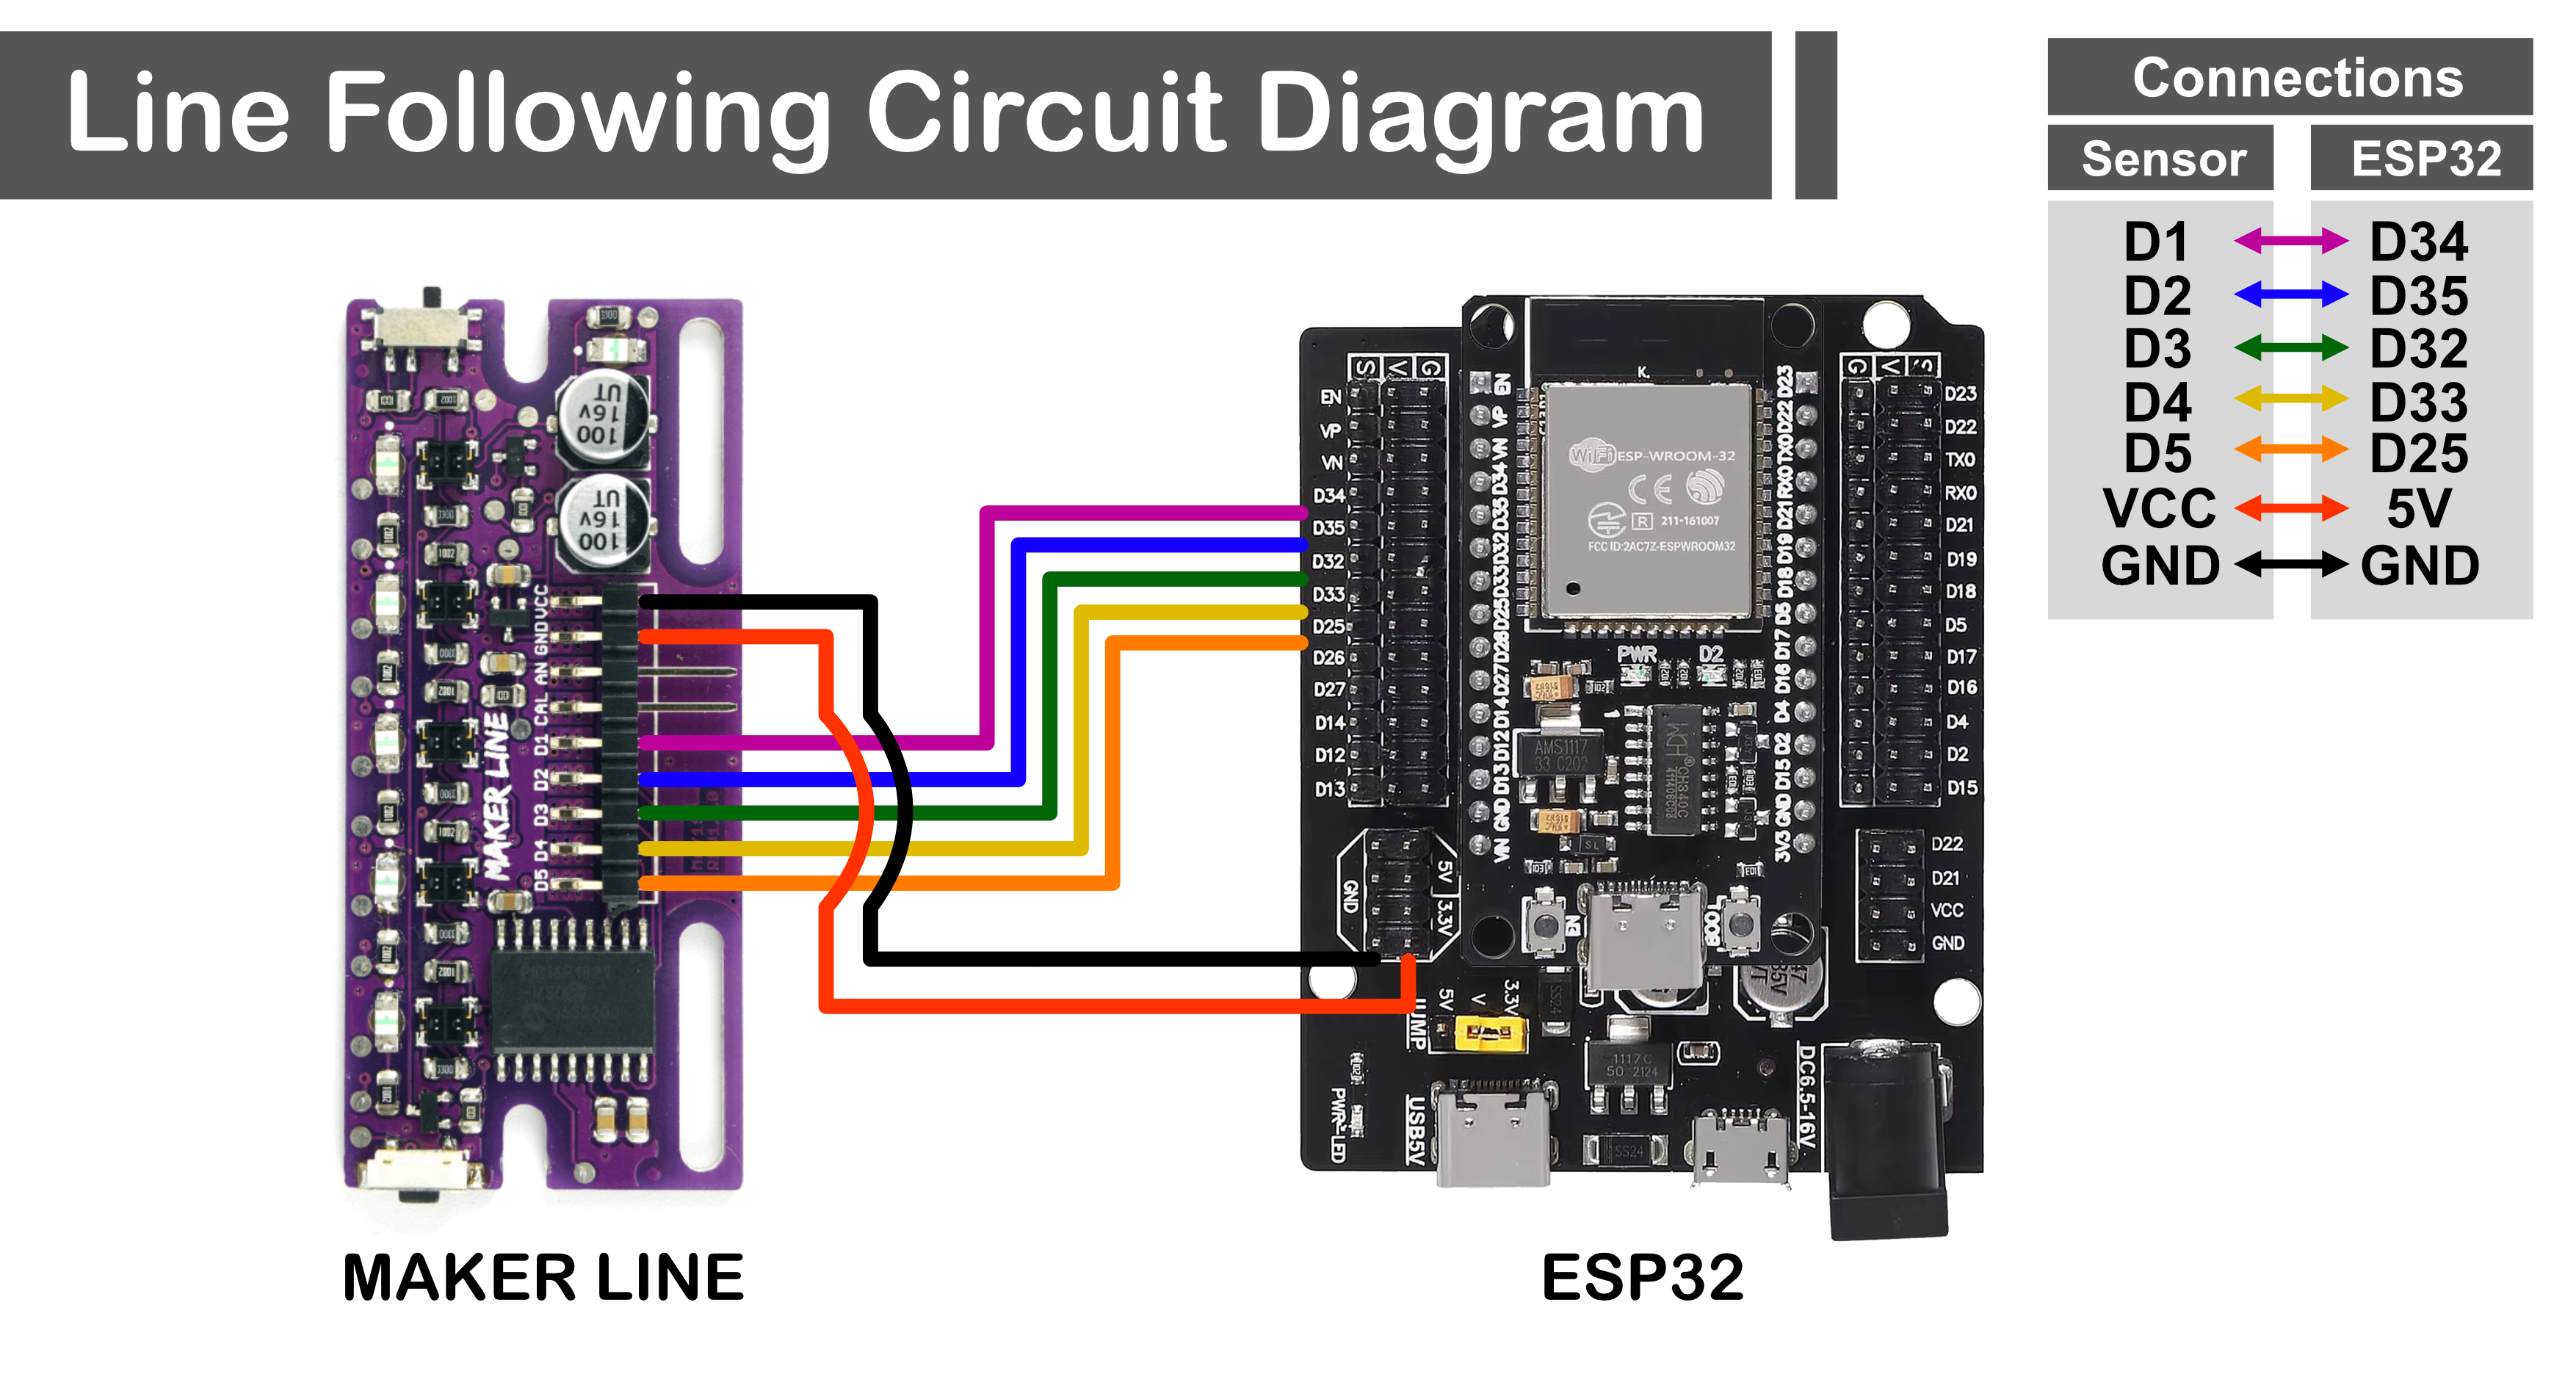 Line Following Circuit Diagram
Connections
Sensor ESP32
D1 D34
D2 D35
D3 D32
D4 D33
D5 D25
VCC 5V
GND GND
UT
16v
100
UT
16v
100
VCC
GND
AN
CAL
D1
D2
D3
D4
D5
MAKER LINE
S V G
EN
VP
VN
D34
D35
D32
D33
D25
D26
D27
D14
D12
D13
GND
5V
3.3V
EN
VP
VN
D34
D35
D32
D33
D25
D26
D27
D14
D12
D13
GND
VIN
WiFi ESP-WROOM-32
CE
R 211-161007
FCC ID:2AC7Z-ESPWROOM32
PWR D2
AMS1117
33 C202
CH340C
EN
BOOT
D23
D22
TX0
RX0
D21
D19
D18
D5
D17
D16
D4
D2
D15
GND
3V3
G V S
D23
D22
TX0
RX0
D21
D19
D18
D5
D17
D16
D4
D2
D15
D22
D21
VCC
GND
5V V 3.3V
JUMP
1117C
50 2124
SS24
SS24
PWR-LED
USB5V
DC6.5-16V
MAKER LINE
ESP32